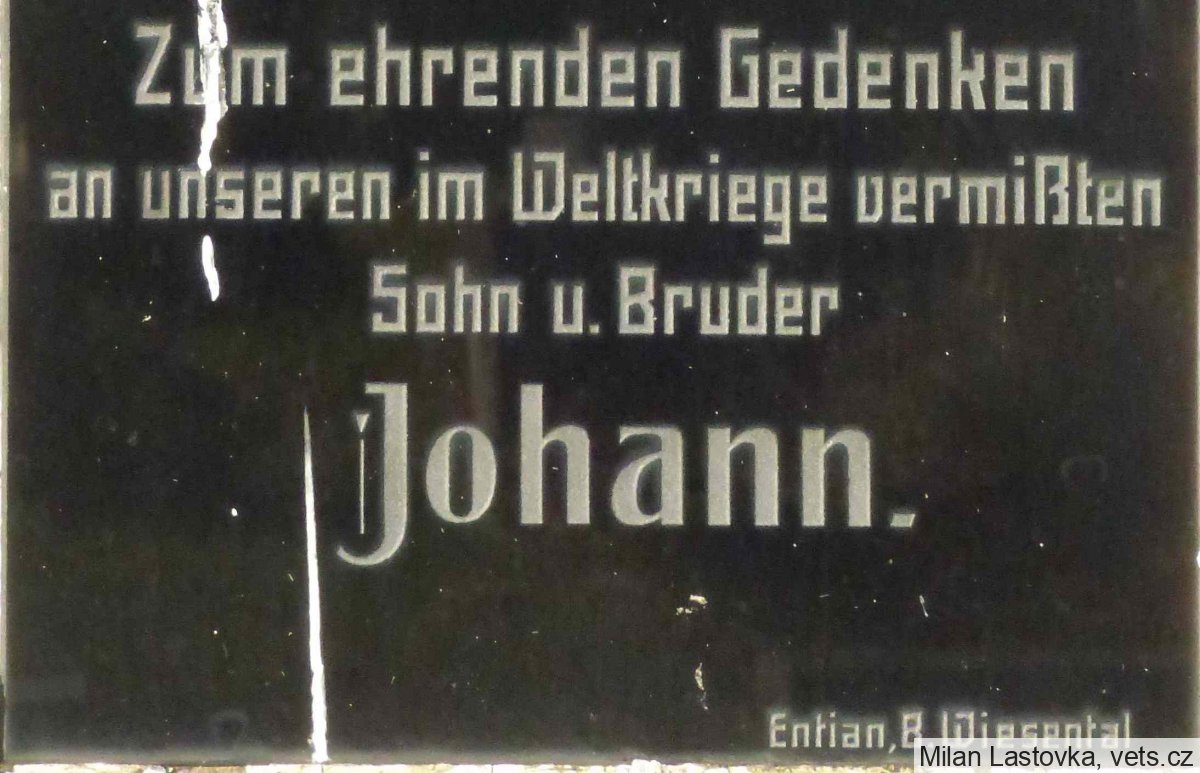 Zum ehrenden Gedenken
an unseren im Weltkriege vermißten
Sohn u. Bruder
Johann.
Entian, B. Wiesental
Milan Lastovka, vets.cz